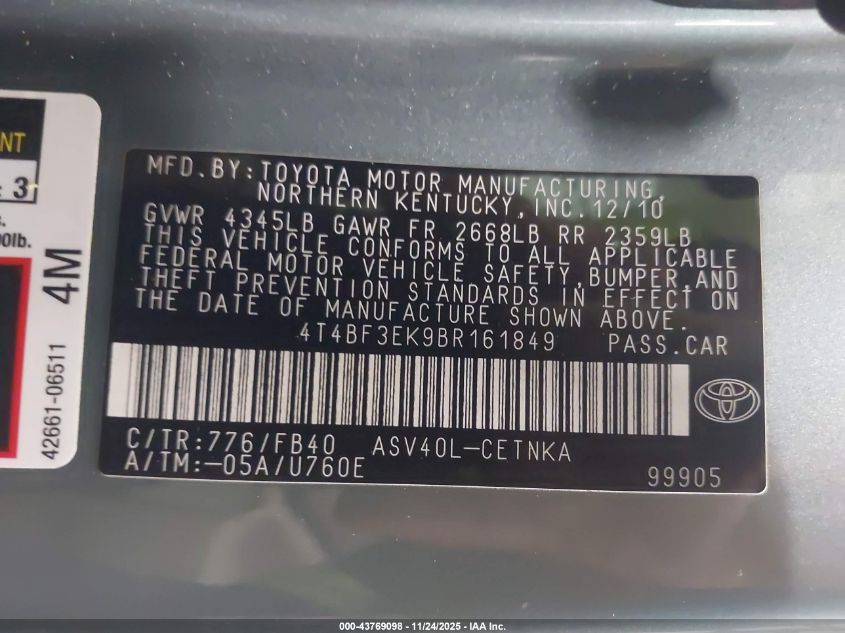 NT
: 3
s.
00lb.
4M
42661-06511
MFD.BY:TOYOTA MOTOR MANUFACTURING,
NORTHERN KENTUCKY,INC.12/10
GVWR 4345LB GAWR FR 2668LB RR 2359LB
THIS VEHICLE CONFORMS TO ALL APPLICABLE
FEDERAL MOTOR VEHICLE SAFETY,BUMPER,AND
THEFT PREVENTION STANDARDS IN EFFECT ON
THE DATE OF MANUFACTURE SHOWN ABOVE.
4T4BF3EK9BR161849 PASS.CAR
C/TR:776/FB40 ASV40L-CETNKA
A/TM:-05A/U760E 99905
000-43769098 - 11/24/2025 - IAA Inc.